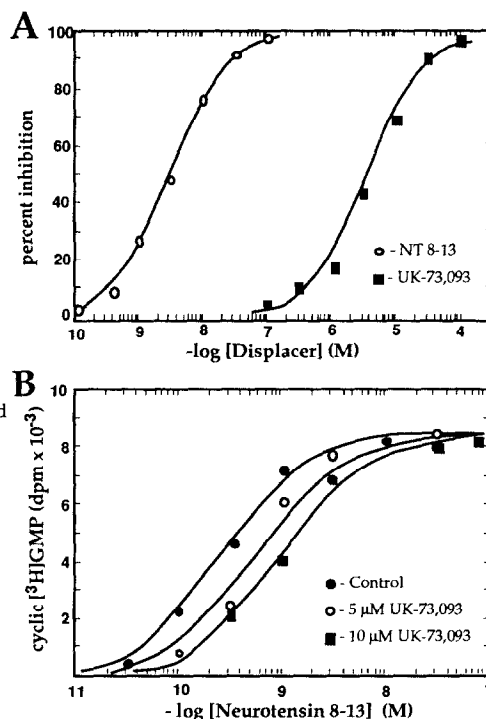 A
100
80
60
40
20
0
percent inhibition
○ - NT 8-13
■ - UK-73,093
10 9 8 7 6 5 4
-log [Displacer] (M)
B
d
10
8
6
4
2
cyclic [³H]GMP (dpm x 10⁻³)
● - Control
○ - 5 µM UK-73,093
■ - 10 µM UK-73,093
11 10 9 8
- log [Neurotensin 8-13] (M)